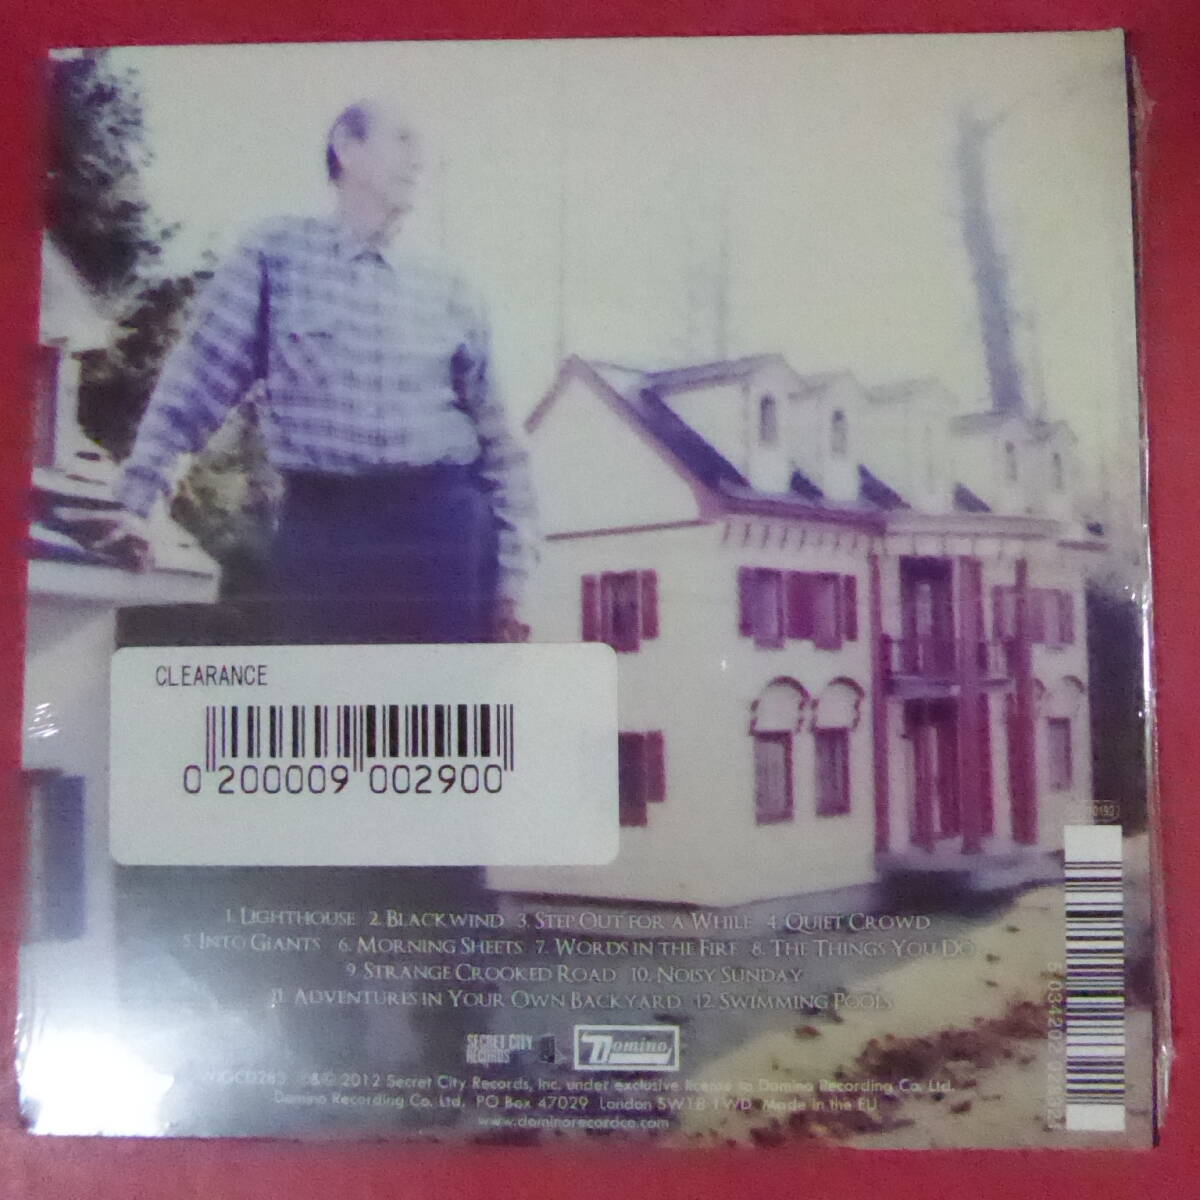 CLEARANCE
0 200009 002900
1. LIGHTHOUSE 2. BLACKWIND 3. STEP OUT FOR A WHILE 4. QUIET CROWD
5. INTO GIANTS 6. MORNING SHEETS 7. WORDS IN THE FIRE 8. THE THINGS YOU DO
9 STRANGE CROOKED ROAD 10. NOISY SUNDAY
11. ADVENTURES IN YOUR OWN BACKYARD 12. SWIMMING POOLS
SECRET CITY
RECORDS
Domino
& © 2012 Secret City Records, Inc. under exclusive license to Domino Recording Co. Ltd.
Domino Recording Co. Ltd. PO Box 47029 London SW18 1WD Made in the EU
www.dominorecordco.com